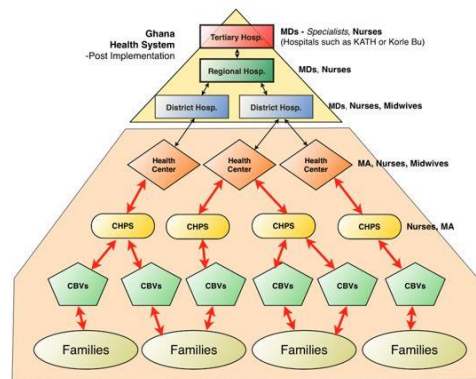 Ghana
Health System
-Post Implementation
Tertiary Hosp.
MDs - Specialists, Nurses
(Hospitals such as KATH or Korle Bu)
Regional Hosp.
MDs, Nurses
District Hosp.
District Hosp.
MDs, Nurses, Midwives
Health
Center
Health
Center
Health
Center
MA, Nurses, Midwives
CHPS
CHPS
CHPS
CHPS
Nurses, MA
CBVs
CBVs
CBVs
CBVs
CBVs
CBVs
Families
Families
Families
Families